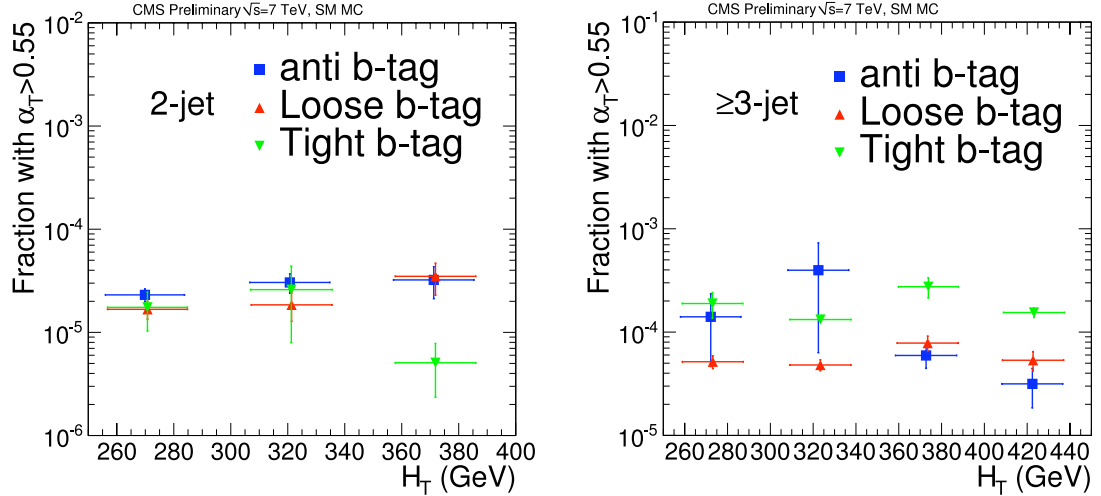 CMS Preliminary √s=7 TeV, SM MC
Fraction with α_T>0.55
10^-2
10^-3
10^-4
10^-5
10^-6
2-jet
anti b-tag
Loose b-tag
Tight b-tag
260 280 300 320 340 360 380 400
H_T (GeV)
CMS Preliminary √s=7 TeV, SM MC
Fraction with α_T>0.55
10^-1
10^-2
10^-3
10^-4
10^-5
≥3-jet
anti b-tag
Loose b-tag
Tight b-tag
260 280 300 320 340 360 380 400 420 440
H_T (GeV)